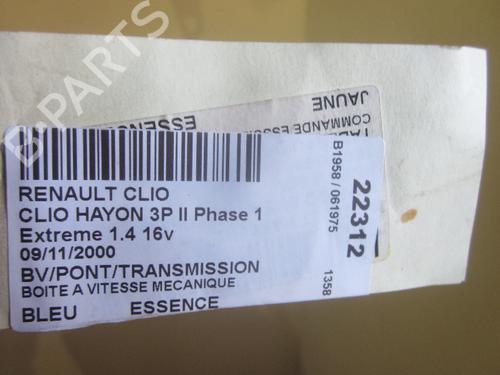 B-PARTS
RENAULT CLIO
CLIO HAYON 3P II Phase 1
Extreme 1.4 16v
09/11/2000
BV/PONT/TRANSMISSION
BOITE A VITESSE MECANIQUE
BLEU ESSENCE
22312
B1958 / 061975
1358
JAUNE
COMMANDE ESSUI
ESSENCE